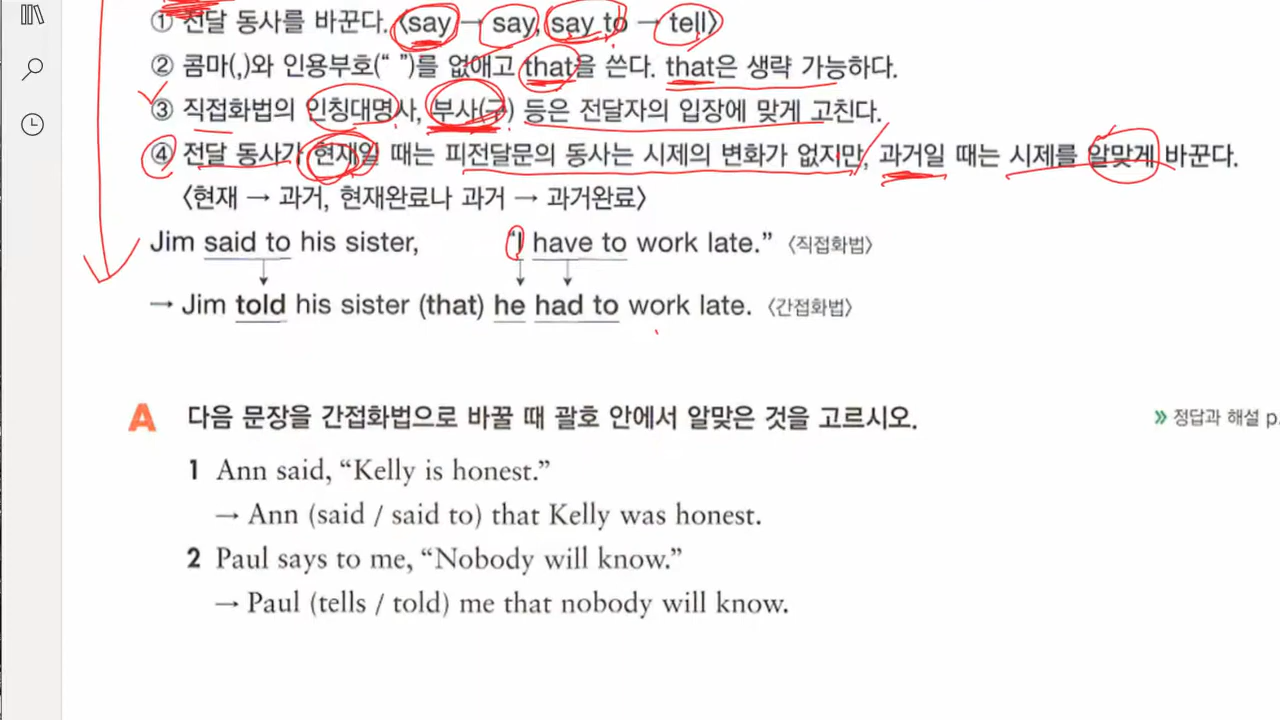 ① 전달 동사를 바꾼다. 〈say → say, say to → tell〉
② 콤마(,)와 인용부호(“ ”)를 없애고 that을 쓴다. that은 생략 가능하다.
③ 직접화법의 인칭대명사, 부사(구) 등은 전달자의 입장에 맞게 고친다.
④ 전달 동사가 현재일 때는 피전달문의 동사는 시제의 변화가 없지만, 과거일 때는 시제를 알맞게 바꾼다.
〈현재 → 과거, 현재완료나 과거 → 과거완료〉
Jim said to his sister, “I have to work late.” 〈직접화법〉
→ Jim told his sister (that) he had to work late. 〈간접화법〉
A 다음 문장을 간접화법으로 바꿀 때 괄호 안에서 알맞은 것을 고르시오. » 정답과 해설 p.
1 Ann said, “Kelly is honest.”
→ Ann (said / said to) that Kelly was honest.
2 Paul says to me, “Nobody will know.”
→ Paul (tells / told) me that nobody will know.